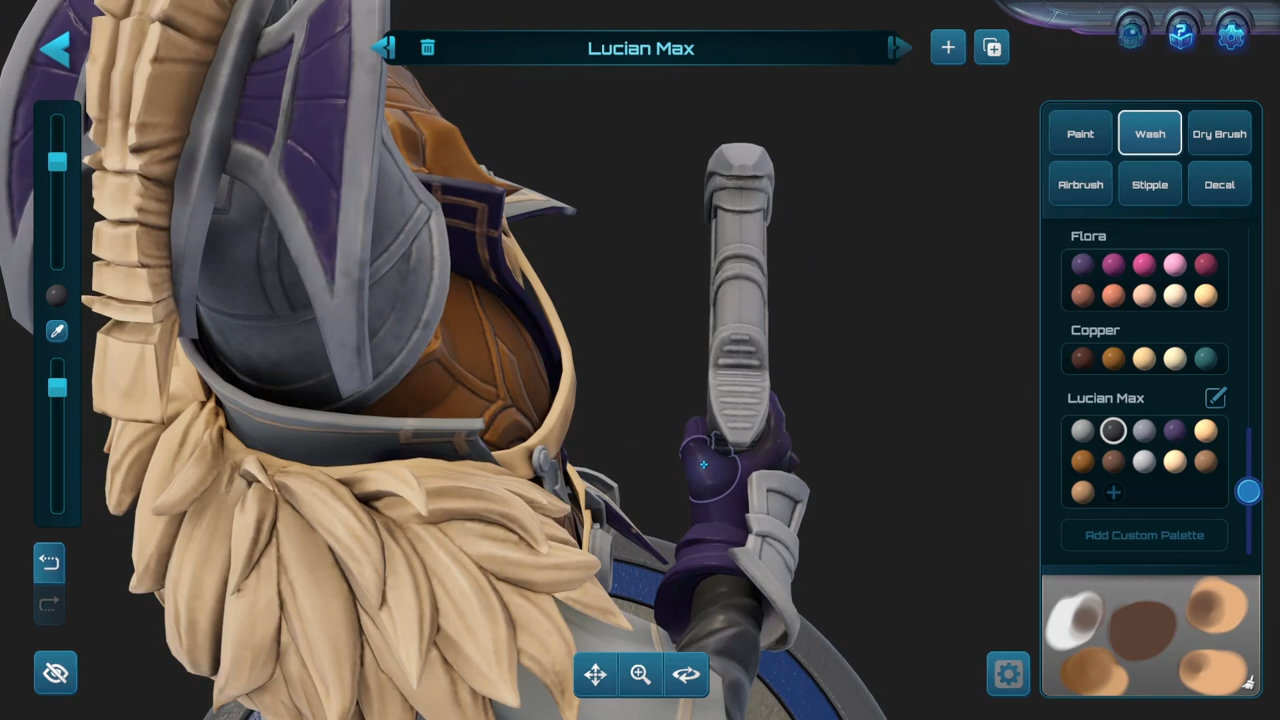 Lucian Max
Paint
Wash
Dry Brush
Airbrush
Stipple
Decal
Flora
Copper
Lucian Max
Add Custom Palette